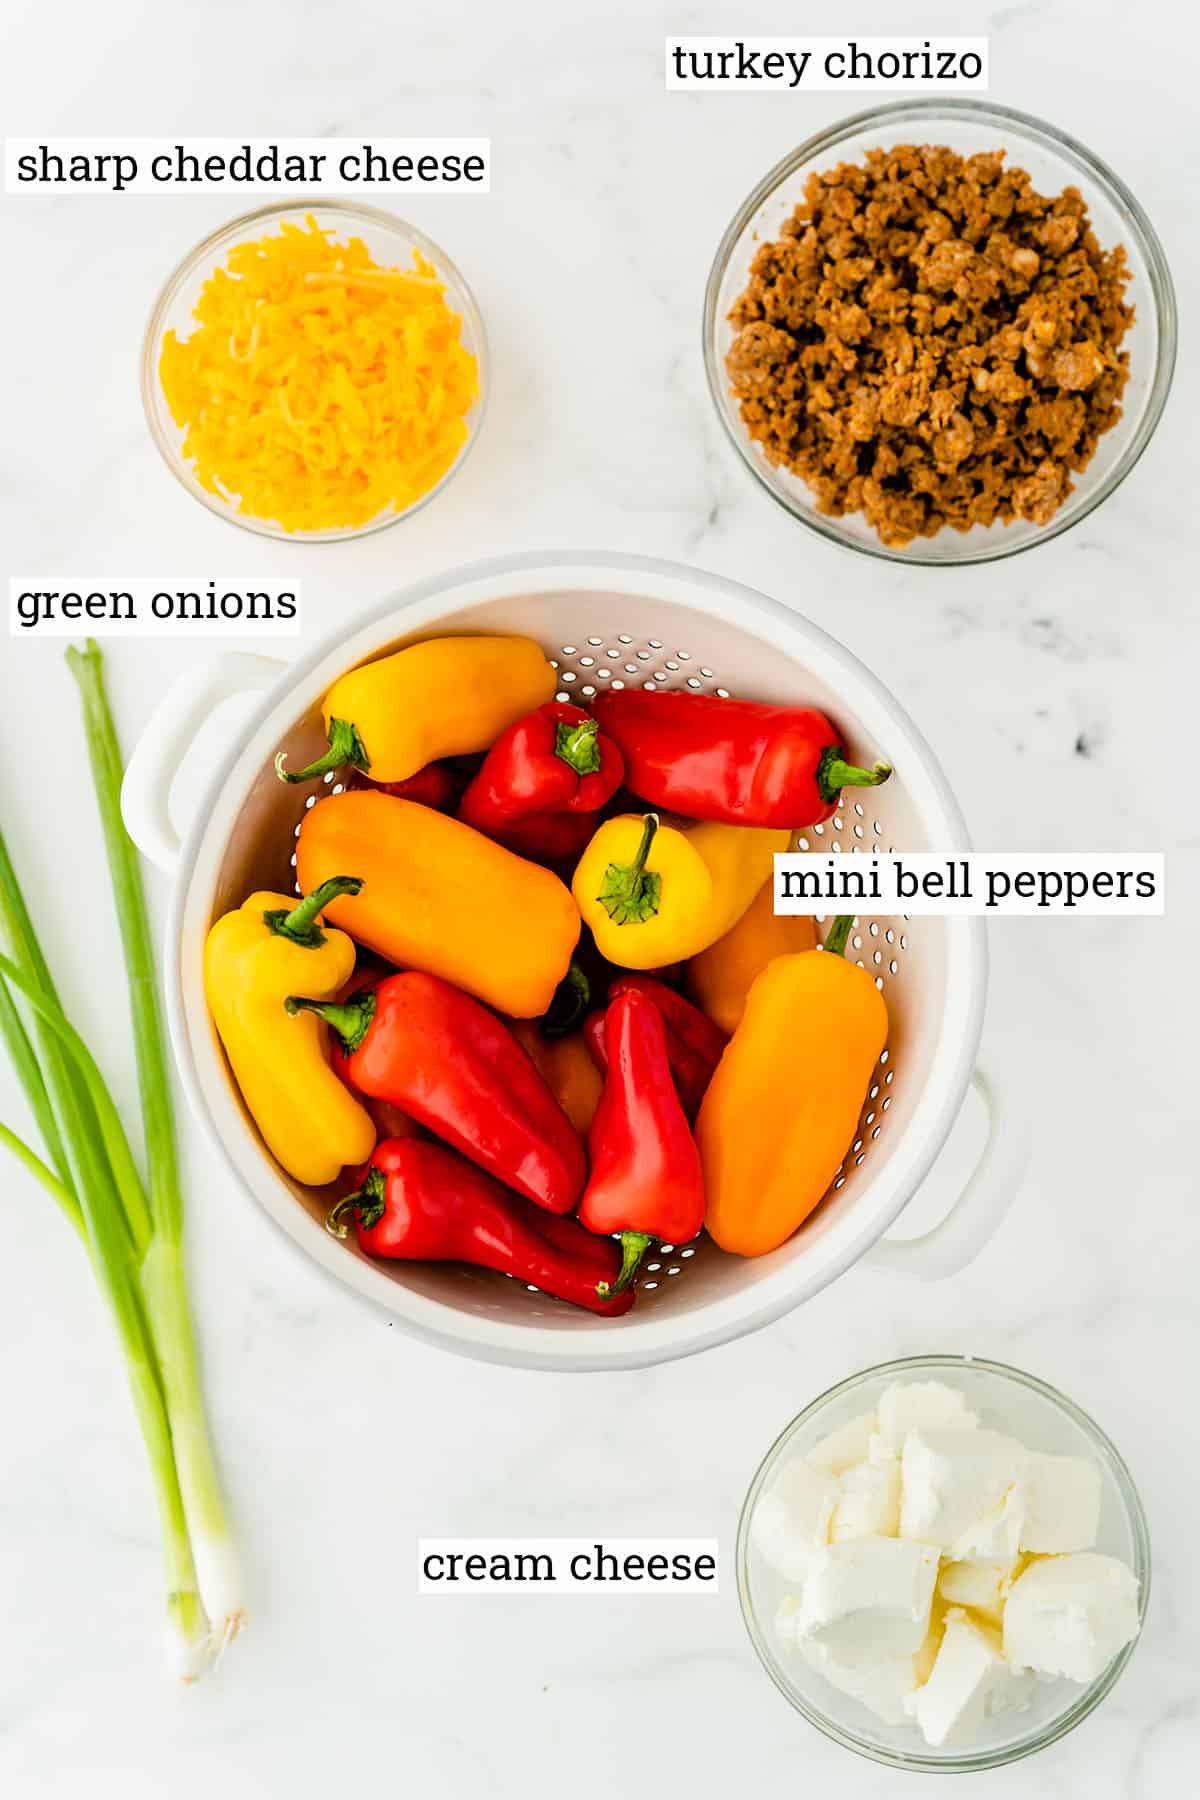 turkey chorizo
sharp cheddar cheese
green onions
mini bell peppers
cream cheese